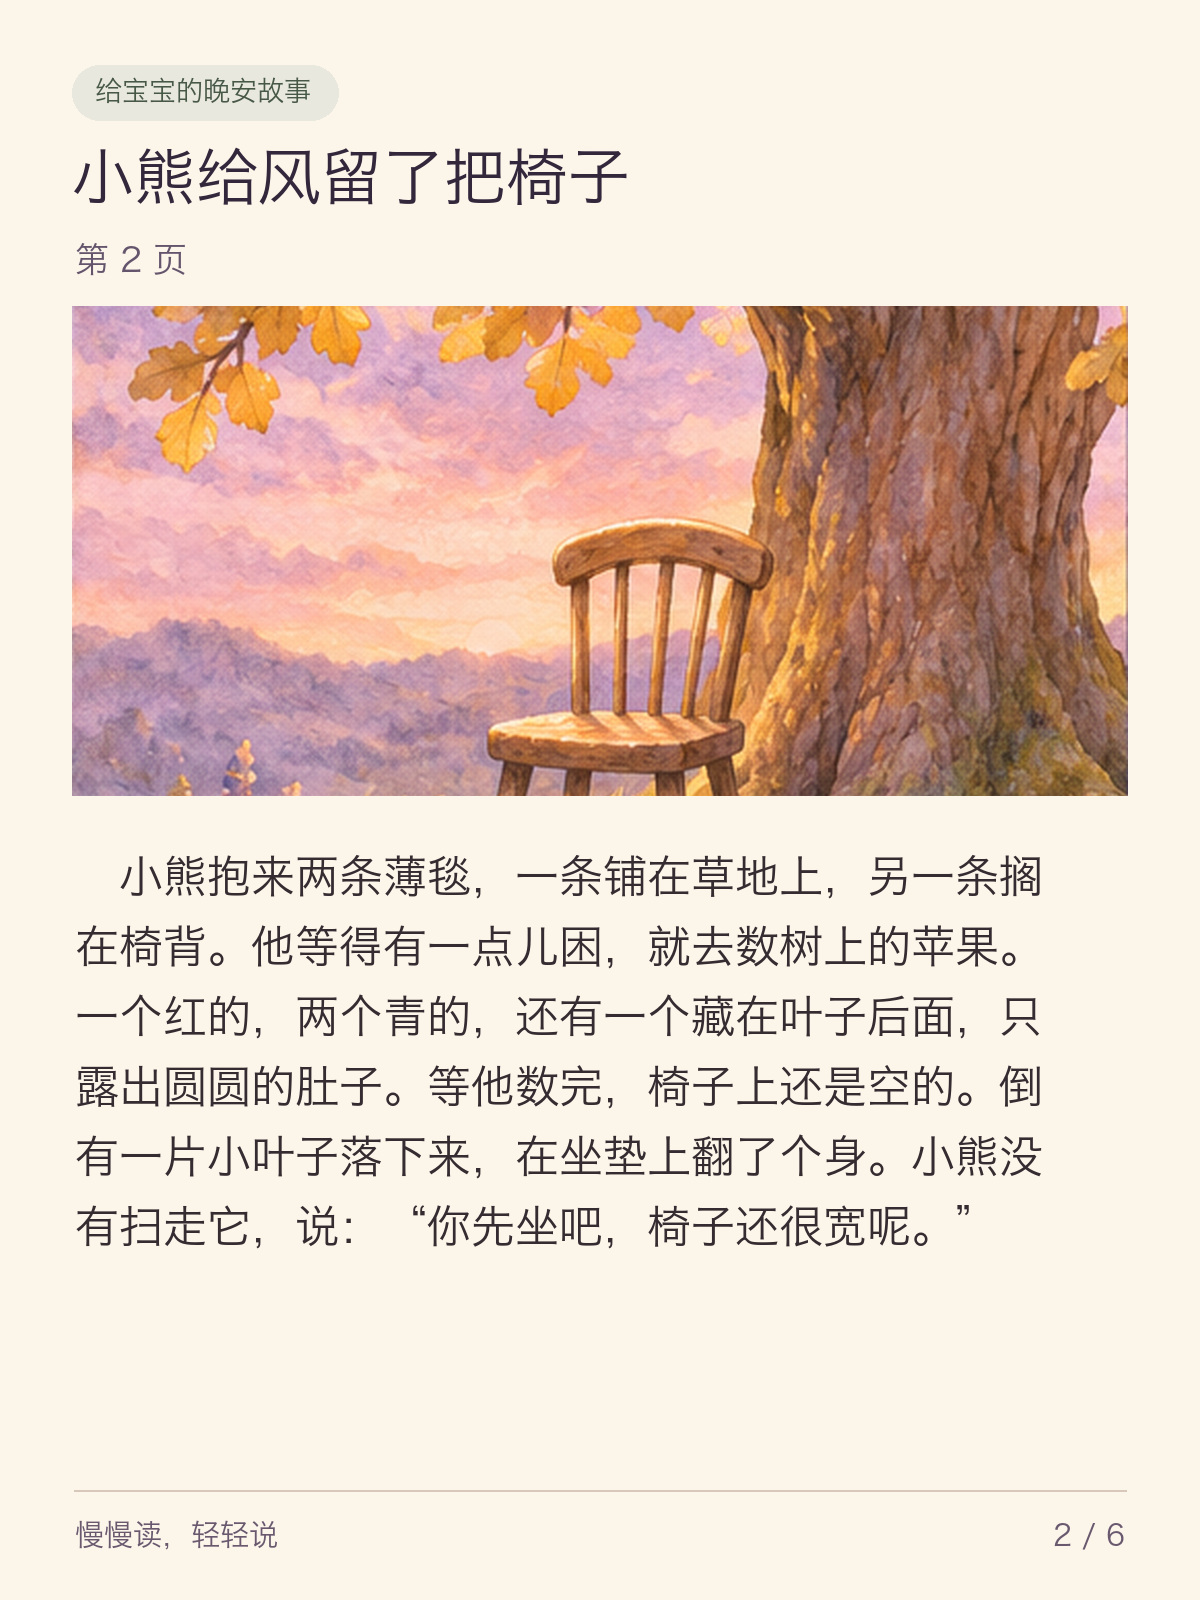 给宝宝的晚安故事
小熊给风留了把椅子
第 2 页
小熊抱来两条薄毯，一条铺在草地上，另一条搁
在椅背。他等得有一点儿困，就去数树上的苹果。
一个红的，两个青的，还有一个藏在叶子后面，只
露出圆圆的肚子。等他数完，椅子上还是空的。倒
有一片小叶子落下来，在坐垫上翻了个身。小熊没
有扫走它，说：“你先坐吧，椅子还很宽呢。”
慢慢读，轻轻说
2 / 6